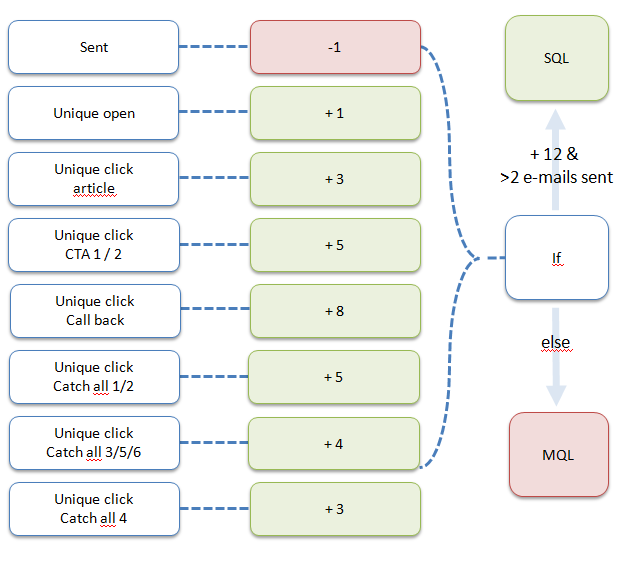 Sent
-1
Unique open
+ 1
Unique click
article
+ 3
Unique click
CTA 1 / 2
+ 5
Unique click
Call back
+ 8
Unique click
Catch all 1/2
+ 5
Unique click
Catch all 3/5/6
+ 4
Unique click
Catch all 4
+ 3
SQL
+ 12 &
>2 e-mails sent
If
else
MQL